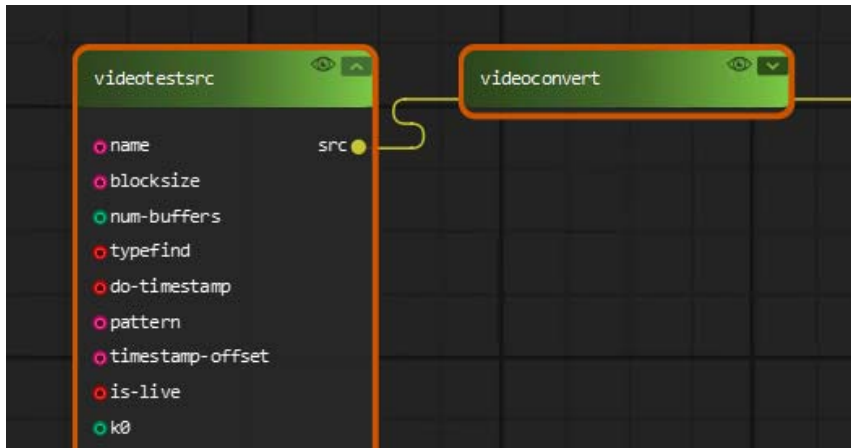 videotestsrc
videoconvert
name
src
blocksize
num-buffers
typefind
do-timestamp
pattern
timestamp-offset
is-live
k0